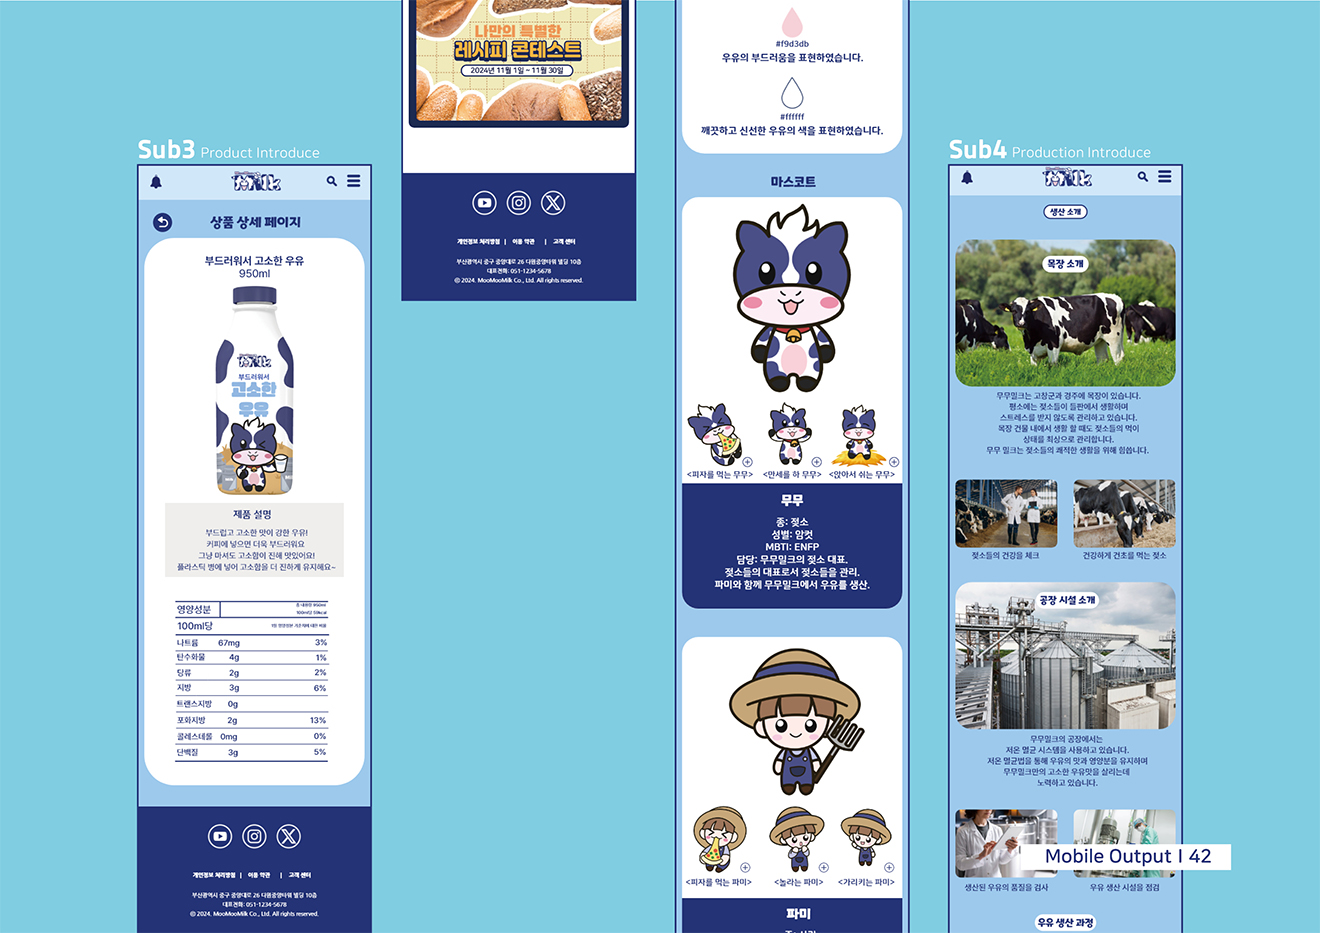 Sub3 Product Introduce
상품 상세 페이지
부드러워서 고소한 우유
950ml
부드러워서
고소한
우유
제품 설명
부드럽고 고소한 맛이 강한 우유!
커피에 넣으면 더욱 부드러워요
그냥 마셔도 고소함이 진해 맛있어요!
플라스틱 병에 넣어 고소함을 더 진하게 유지해요~
영양성분
총 내용량 950ml
100ml당 59kcal
100ml당
1일 영양성분 기준치에 대한 비율
나트륨 67mg 3%
탄수화물 4g 1%
당류 2g 2%
지방 3g 6%
트랜스지방 0g
포화지방 2g 13%
콜레스테롤 0mg 0%
단백질 3g 5%
개인정보 처리방침 | 이용 약관 | 고객 센터
부산광역시 중구 중앙대로 26 다원중앙타워 빌딩 10층
대표전화: 051-1234-5678
© 2024. MooMooMilk Co., Ltd. All rights reserved.
나만의 특별한
레시피 콘테스트
2024년 11월 1일 ~ 11월 30일
개인정보 처리방침 | 이용 약관 | 고객 센터
부산광역시 중구 중앙대로 26 다원중앙타워 빌딩 10층
대표전화: 051-1234-5678
© 2024. MooMooMilk Co., Ltd. All rights reserved.
#f9d3db
우유의 부드러움을 표현하였습니다.
#ffffff
깨끗하고 신선한 우유의 색을 표현하였습니다.
마스코트
<피자를 먹는 무무> <만세를 하 무무> <앉아서 쉬는 무무>
무무
종: 젖소
성별: 암컷
MBTI: ENFP
담당: 무무밀크의 젖소 대표.
젖소들의 대표로서 젖소들을 관리.
파미와 함께 무무밀크에서 우유를 생산.
<피자를 먹는 파미> <놀라는 파미> <가리키는 파미>
파미
Sub4 Production Introduce
생산 소개
목장 소개
무무밀크는 고창군과 경주에 목장이 있습니다.
평소에는 젖소들이 들판에서 생활하며
스트레스를 받지 않도록 관리하고 있습니다.
목장 건물 내에서 생활 할 때도 젖소들의 먹이
상태를 최상으로 관리합니다.
무무 밀크는 젖소들의 쾌적한 생활을 위해 힘씁니다.
젖소들의 건강을 체크
건강하게 건초를 먹는 젖소
공장 시설 소개
무무밀크의 공장에서는
저온 멸균 시스템을 사용하고 있습니다.
저온 멸균법을 통해 우유의 맛과 영양분을 유지하며
무무밀크만의 고소한 우유맛을 살리는데
노력하고 있습니다.
생산된 우유의 품질을 검사
우유 생산 시설을 점검
우유 생산 과정
Mobile Output | 42